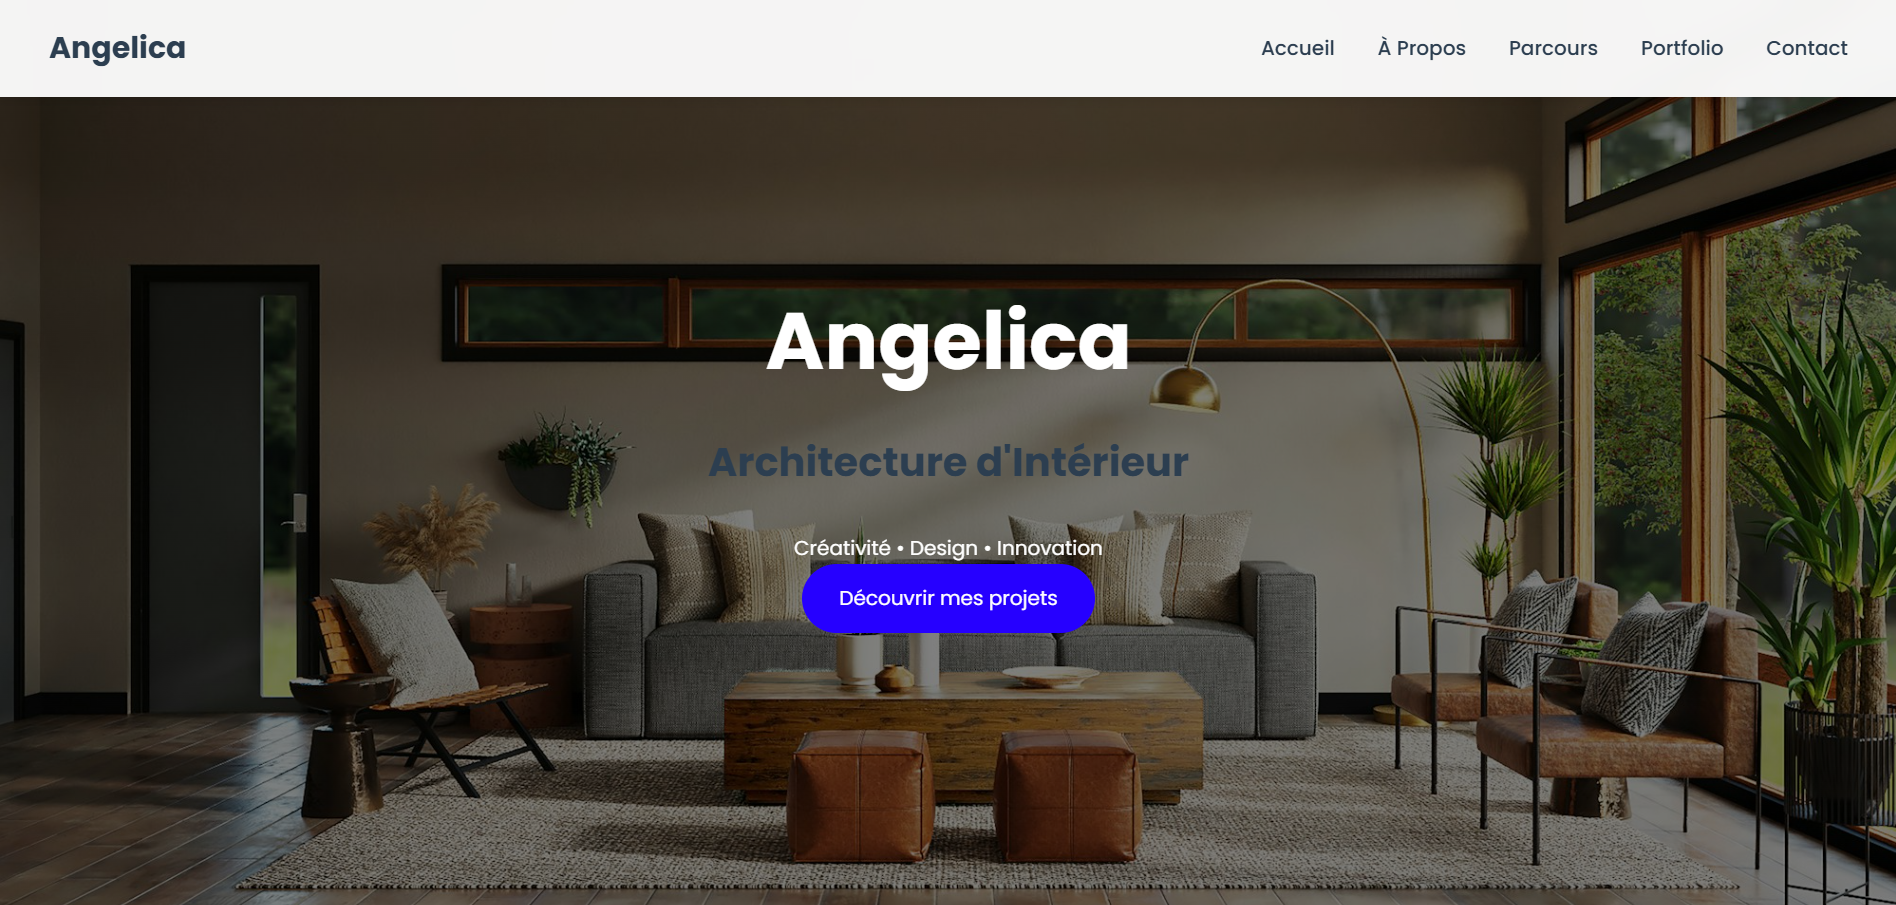 Angelica
Accueil À Propos Parcours Portfolio Contact
Angelica
Architecture d'Intérieur
Créativité • Design • Innovation
Découvrir mes projets